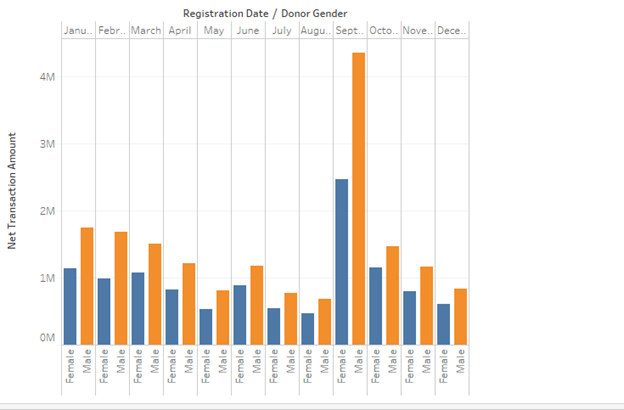 Registration Date / Donor Gender
Janu.. Febr.. March April May June July Augu.. Sept.. Octo.. Nove.. Dece..
4M
3M
2M
1M
0M
Net Transaction Amount
Female Male Female Male Female Male Female Male Female Male Female Male Female Male Female Male Female Male Female Male Female Male Female Male